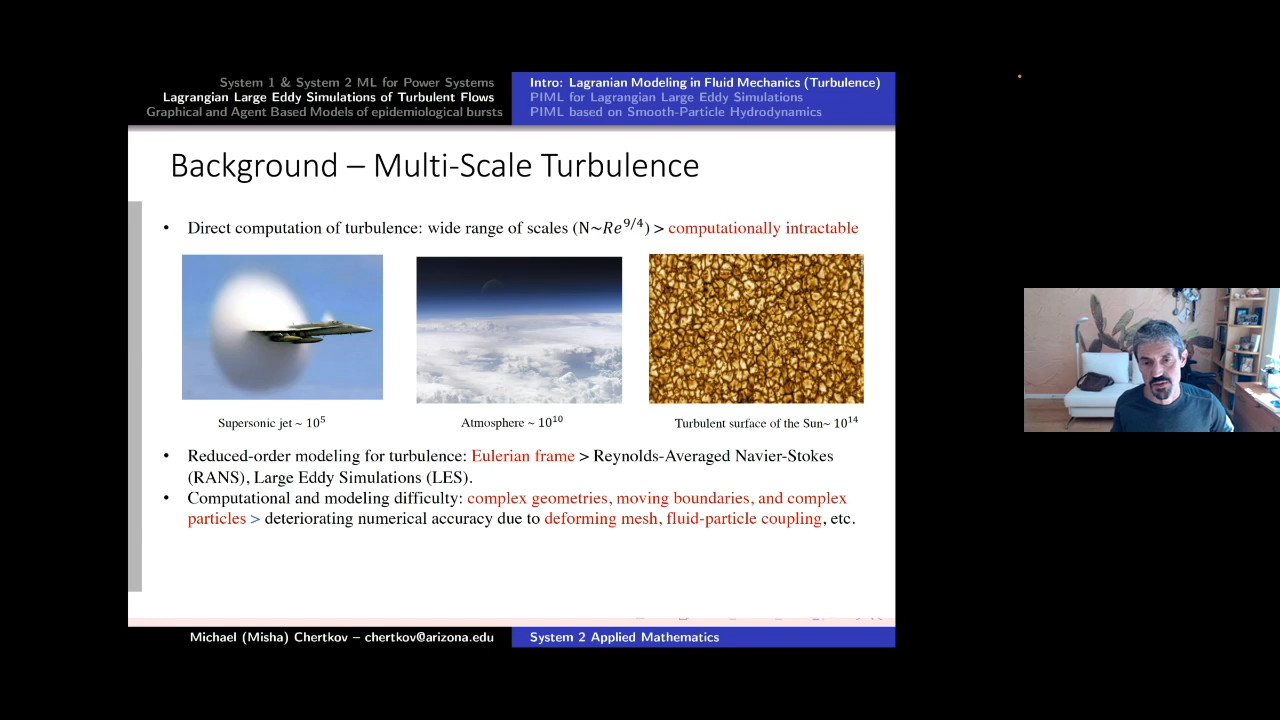 System 1 & System 2 ML for Power Systems
Lagrangian Large Eddy Simulations of Turbulent Flows
Graphical and Agent Based Models of epidemiological bursts
Intro: Lagranian Modeling in Fluid Mechanics (Turbulence)
PIML for Lagrangian Large Eddy Simulations
PIML based on Smooth-Particle Hydrodynamics
Background – Multi-Scale Turbulence
• Direct computation of turbulence: wide range of scales (N~Re^{9/4}) > computationally intractable
Supersonic jet ~ 10^5
Atmosphere ~ 10^{10}
Turbulent surface of the Sun~ 10^{14}
• Reduced-order modeling for turbulence: Eulerian frame > Reynolds-Averaged Navier-Stokes
(RANS), Large Eddy Simulations (LES).
• Computational and modeling difficulty: complex geometries, moving boundaries, and complex
particles > deteriorating numerical accuracy due to deforming mesh, fluid-particle coupling, etc.
Michael (Misha) Chertkov – chertkov@arizona.edu
System 2 Applied Mathematics